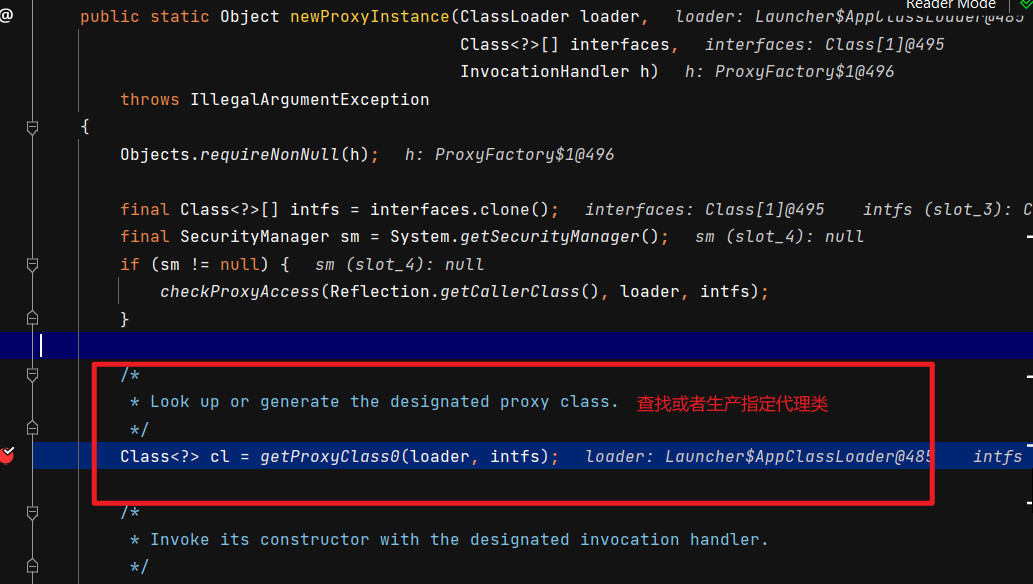 @
Reader Mode
public static Object newProxyInstance(ClassLoader loader, loader: Launcher$AppClassLoader@485
Class<?>[] interfaces, interfaces: Class[1]@495
InvocationHandler h) h: ProxyFactory$1@496
throws IllegalArgumentException
{
Objects.requireNonNull(h); h: ProxyFactory$1@496
final Class<?>[] intfs = interfaces.clone(); interfaces: Class[1]@495 intfs (slot_3): C
final SecurityManager sm = System.getSecurityManager(); sm (slot_4): null
if (sm != null) { sm (slot_4): null
checkProxyAccess(Reflection.getCallerClass(), loader, intfs);
}
/*
* Look up or generate the designated proxy class. 查找或者生产指定代理类
*/
Class<?> cl = getProxyClass0(loader, intfs); loader: Launcher$AppClassLoader@485 intfs
/*
* Invoke its constructor with the designated invocation handler.
*/